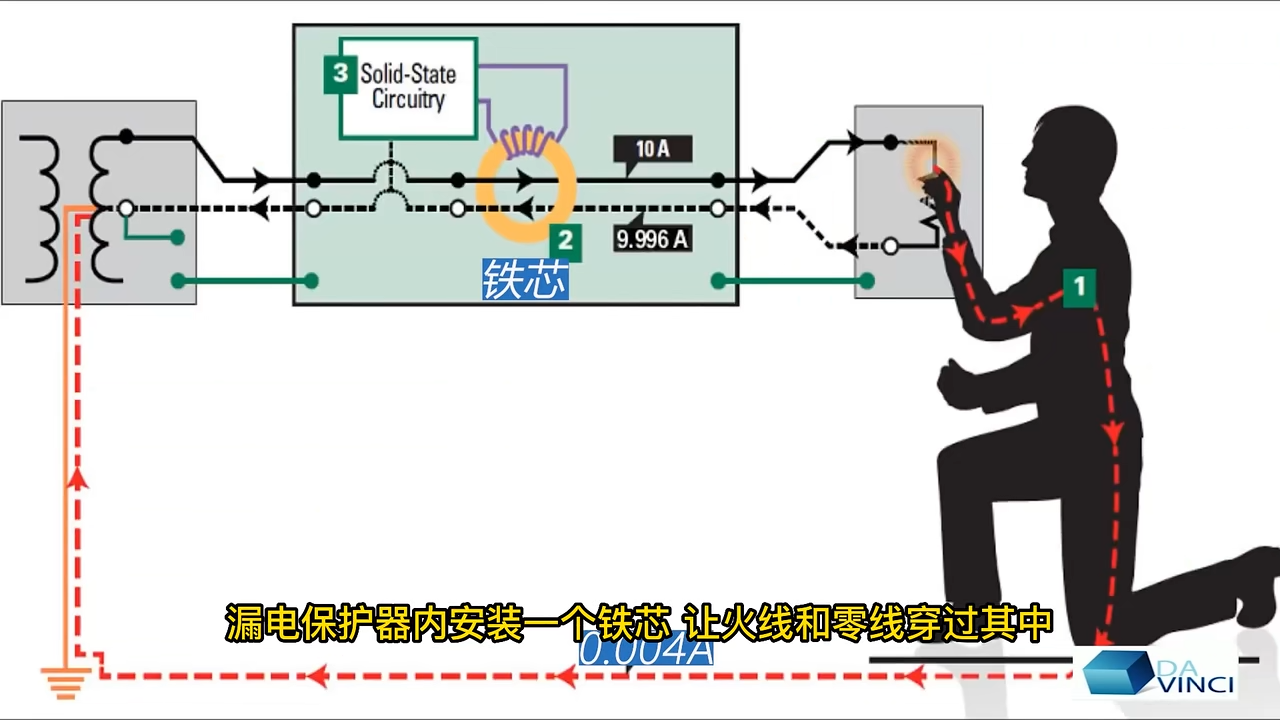 3
Solid-State
Circuitry
10 A
9.996 A
2
铁芯
1
漏电保护器内安装一个铁芯 让火线和零线穿过其中
0.004A
DA
VINCI